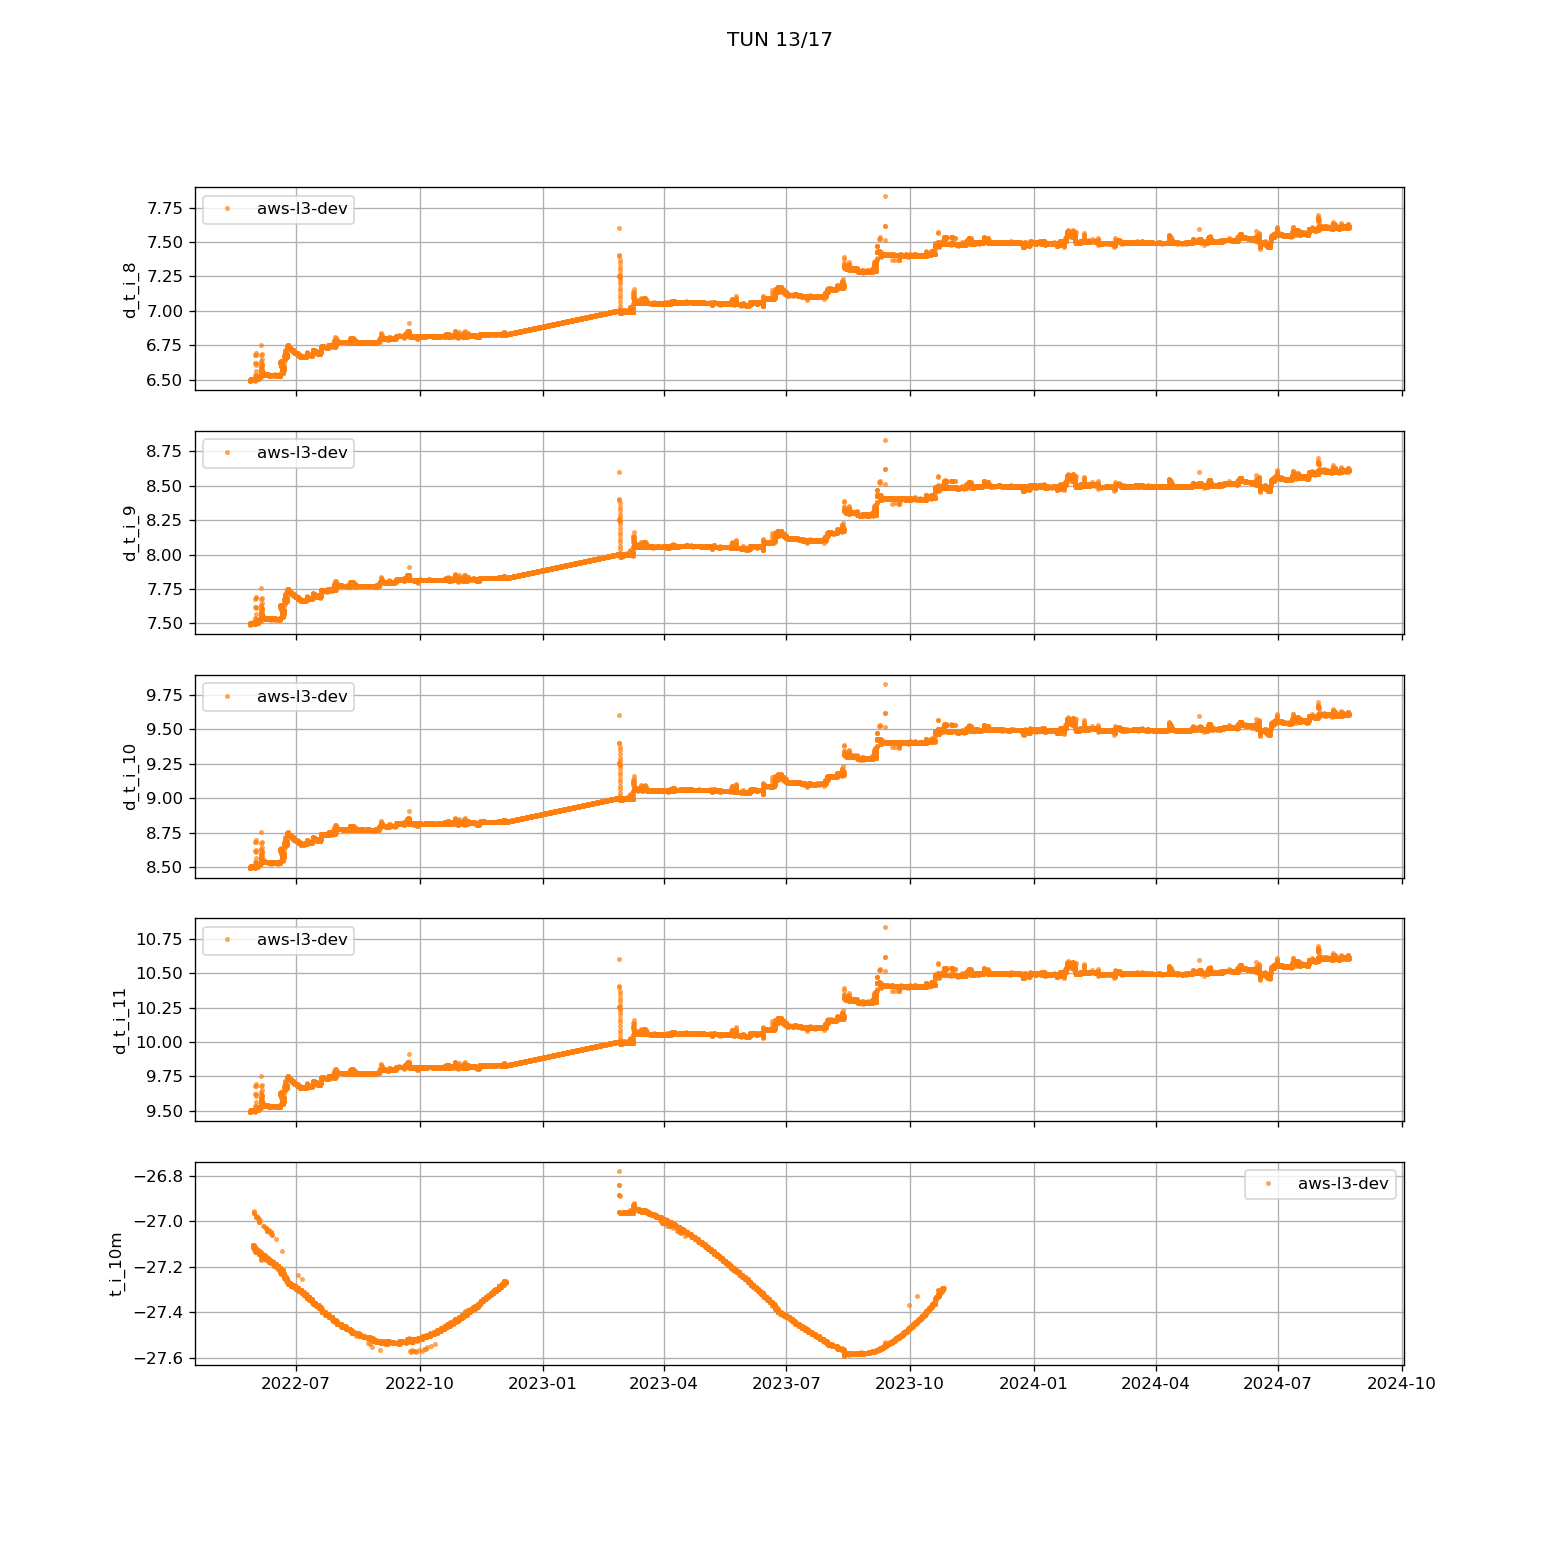 TUN 13/17
7.75
7.50
7.25
7.00
6.75
6.50
d_t_i_8
aws-l3-dev
8.75
8.50
8.25
8.00
7.75
7.50
d_t_i_9
aws-l3-dev
9.75
9.50
9.25
9.00
8.75
8.50
d_t_i_10
aws-l3-dev
10.75
10.50
10.25
10.00
9.75
9.50
d_t_i_11
aws-l3-dev
−26.8
−27.0
−27.2
−27.4
−27.6
t_i_10m
aws-l3-dev
2022-07 2022-10 2023-01 2023-04 2023-07 2023-10 2024-01 2024-04 2024-07 2024-10